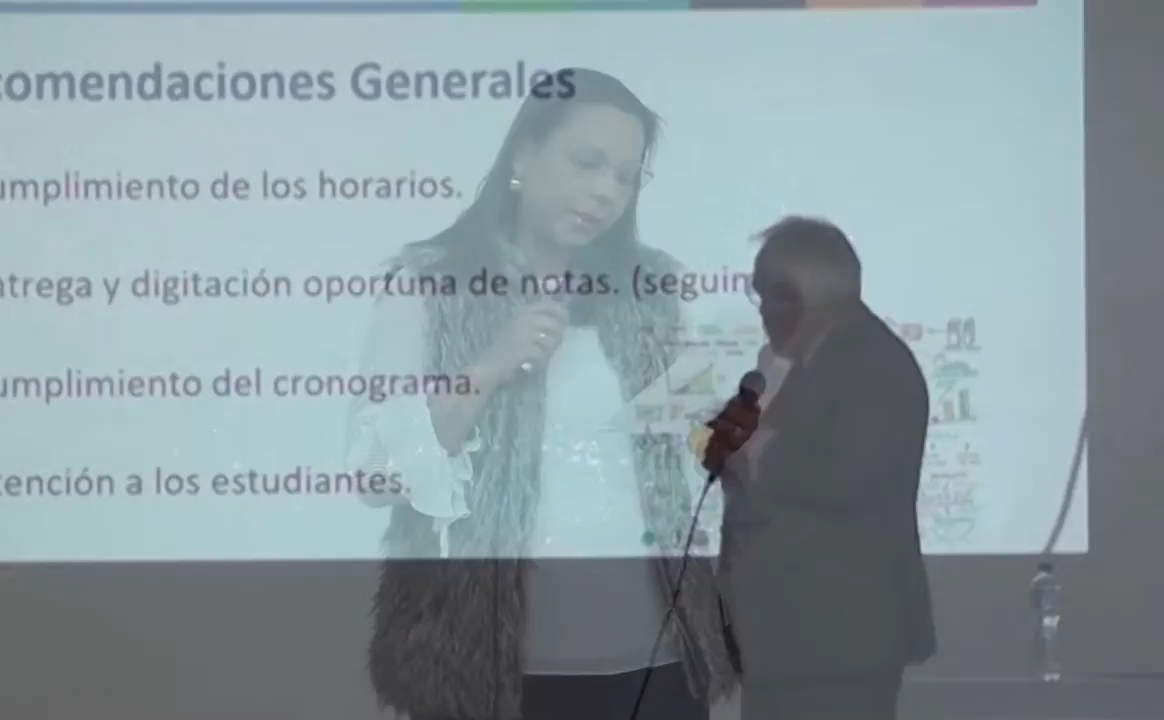 comendaciones Generales
umplimiento de los horarios.
ntrega y digitación oportuna de notas. (seguim
umplimiento del cronograma.
tención a los estudiantes.